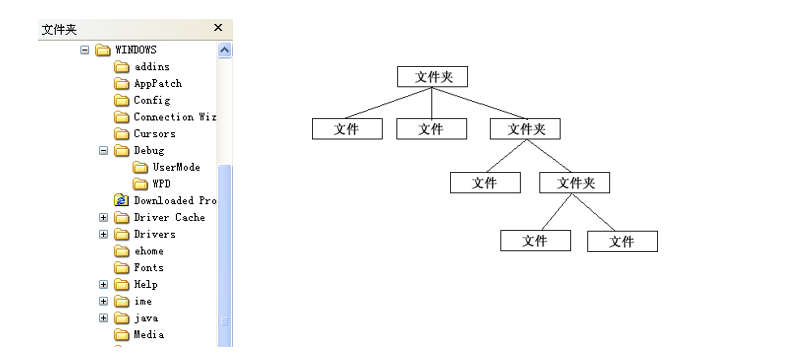 文件夹
WINDOWS
addins
AppPatch
Config
Connection Wiz
Cursors
Debug
UserMode
WPD
Downloaded Pro
Driver Cache
Drivers
ehome
Fonts
Help
ime
java
Media
文件夹
文件 文件 文件夹
文件 文件夹
文件 文件